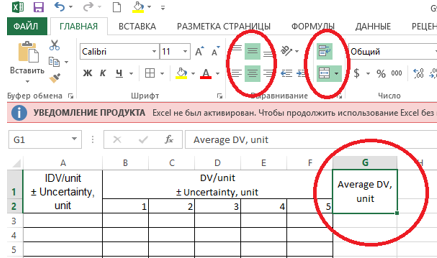 ФАЙЛ ГЛАВНАЯ ВСТАВКА РАЗМЕТКА СТРАНИЦЫ ФОРМУЛЫ ДАННЫЕ РЕЦЕН
Calibri 11 A A Общий
Вставить Ж К Ч A $ % 000
Буфер обмена Шрифт Выравнивание Число
УВЕДОМЛЕНИЕ ПРОДУКТА Excel не был активирован. Чтобы продолжить использование Excel без
G1 fx Average DV, unit
A B C D E F G H
1 IDV/unit ± Uncertainty, unit DV/unit ± Uncertainty, unit Average DV, unit
2 1 2 3 4 5
3
4
5